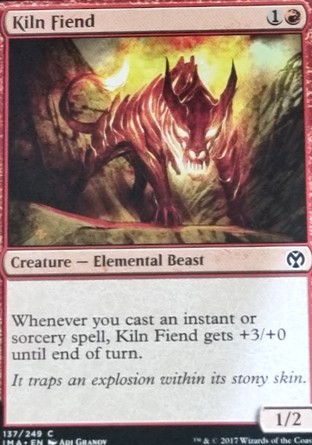 Kiln Fiend 1
Creature — Elemental Beast
Whenever you cast an instant or
sorcery spell, Kiln Fiend gets +3/+0
until end of turn.
It traps an explosion within its stony skin.
1/2
137/249 C
IMA • EN Adi Granov
™ & © 2017 Wizards of the Coast